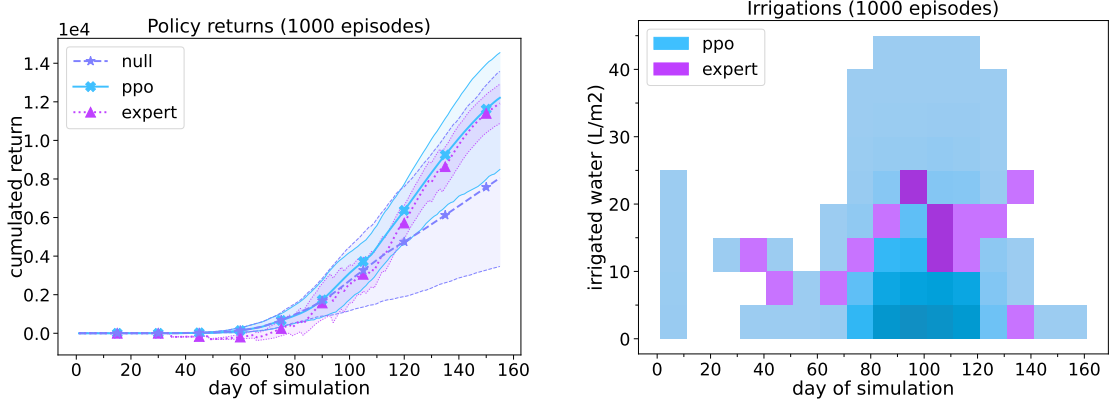 Policy returns (1000 episodes)
1e4
cumulated return
1.4
1.2
1.0
0.8
0.6
0.4
0.2
0.0
null
ppo
expert
0 20 40 60 80 100 120 140 160
day of simulation
Irrigations (1000 episodes)
irrigated water (L/m2)
40
30
20
10
0
ppo
expert
0 20 40 60 80 100 120 140 160
day of simulation